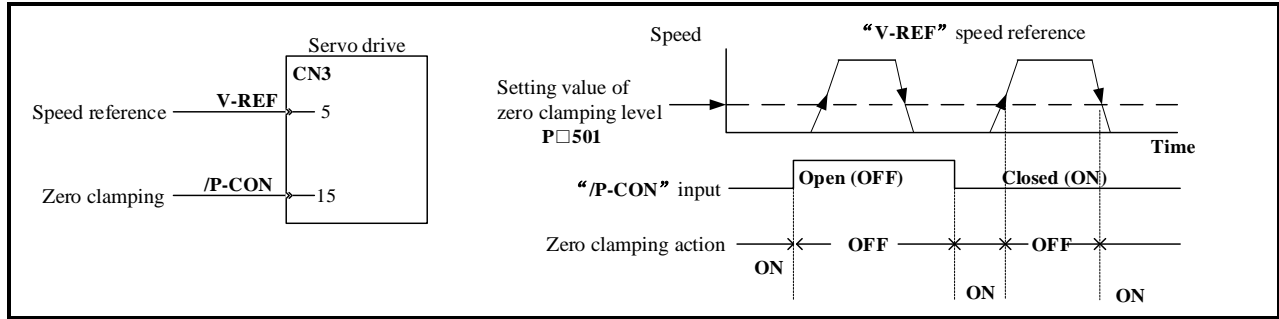 Servo drive
CN3
Speed reference
V-REF
5
Zero clamping
/P-CON
15
Speed
“V-REF” speed reference
Setting value of
zero clamping level
P□501
Time
“/P-CON” input
Open (OFF)
Closed (ON)
Zero clamping action
OFF
OFF
ON
ON
ON